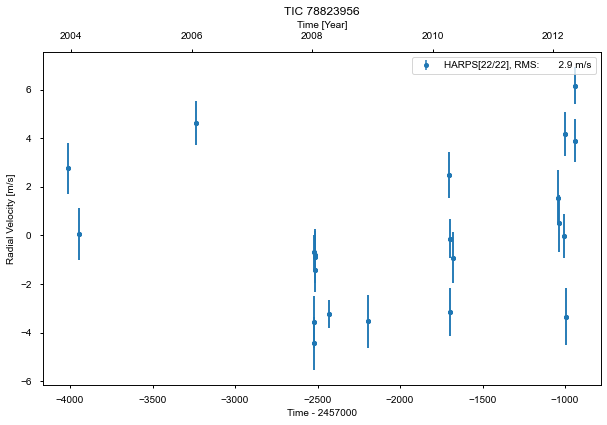 TIC 78823956
Time [Year]
2004 2006 2008 2010 2012
HARPS[22/22], RMS: 2.9 m/s
Radial Velocity [m/s]
6
4
2
0
−2
−4
−6
−4000 −3500 −3000 −2500 −2000 −1500 −1000
Time - 2457000